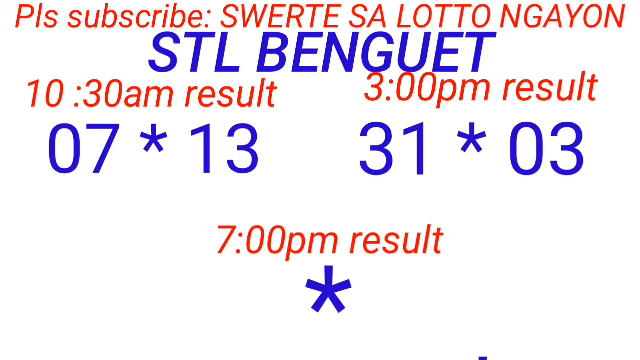 Pls subscribe: SWERTE SA LOTTO NGAYON
STL BENGUET
10 :30am result
3:00pm result
07 * 13
31 * 03
7:00pm result
*